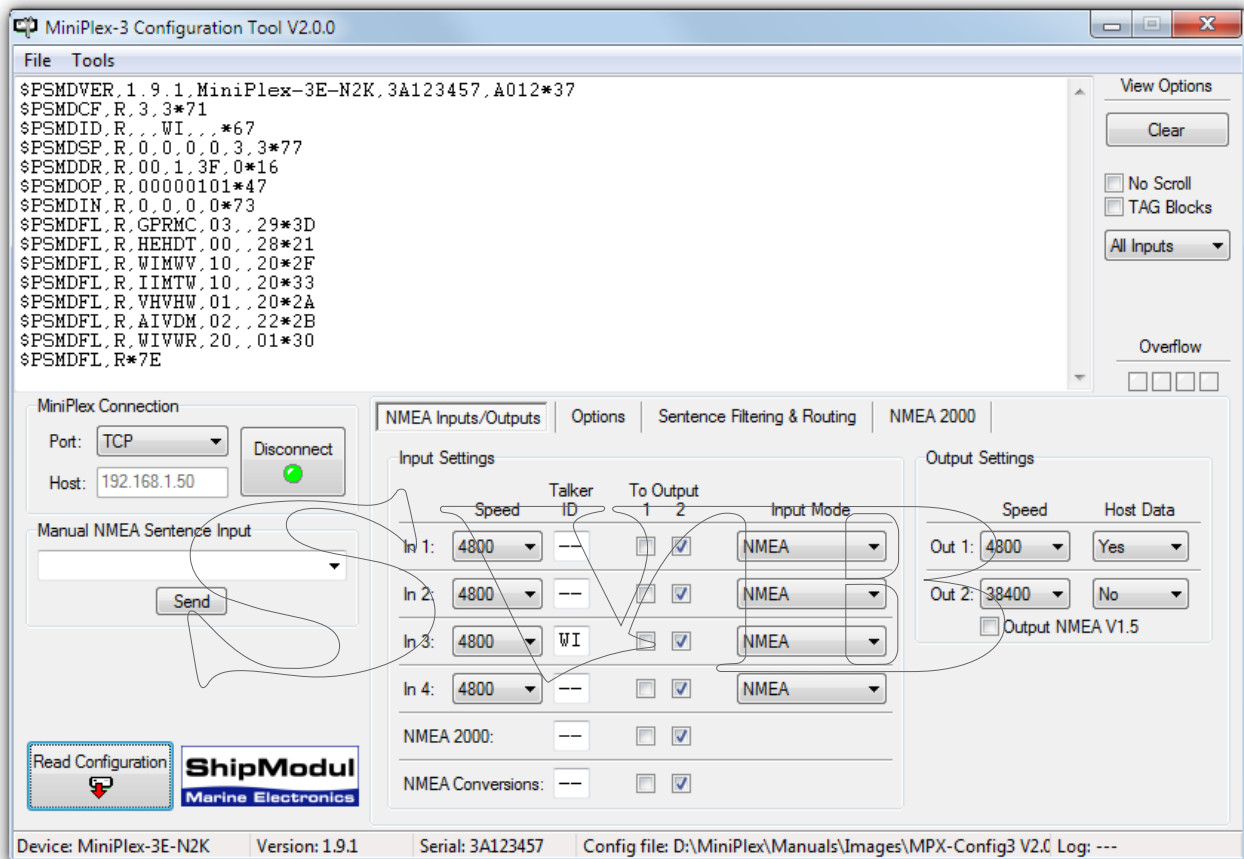 MiniPlex-3 Configuration Tool V2.0.0
File Tools
$PSMDVER,1.9.1,MiniPlex-3E-N2K,3A123457,A012*37
$PSMDCF,R,3,3*71
$PSMDID,R,,,WI,,,*67
$PSMDSP,R,0,0,0,0,3,3*77
$PSMDDR,R,00,1,3F,0*16
$PSMDOP,R,00000101*47
$PSMDIN,R,0,0,0,0*73
$PSMDFL,R,GPRMC,03,,29*3D
$PSMDFL,R,HEHDT,00,,28*21
$PSMDFL,R,WIMWV,10,,20*2F
$PSMDFL,R,IIMTW,10,,20*33
$PSMDFL,R,VHVHW,01,,20*2A
$PSMDFL,R,AIVDM,02,,22*2B
$PSMDFL,R,WIVWR,20,,01*30
$PSMDFL,R*7E
View Options
Clear
No Scroll
TAG Blocks
All Inputs
Overflow
MiniPlex Connection
Port: TCP
Disconnect
Host: 192.168.1.50
Manual NMEA Sentence Input
Send
Read Configuration
ShipModul
Marine Electronics
NMEA Inputs/Outputs Options Sentence Filtering & Routing NMEA 2000
Input Settings
Speed Talker ID To Output 1 2 Input Mode
In 1: 4800 -- NMEA
In 2: 4800 -- NMEA
In 3: 4800 WI NMEA
In 4: 4800 -- NMEA
NMEA 2000: --
NMEA Conversions: --
Output Settings
Speed Host Data
Out 1: 4800 Yes
Out 2: 38400 No
Output NMEA V1.5
Device: MiniPlex-3E-N2K Version: 1.9.1 Serial: 3A123457 Config file: D:\MiniPlex\Manuals\Images\MPX-Config3 V2.0 Log: ---